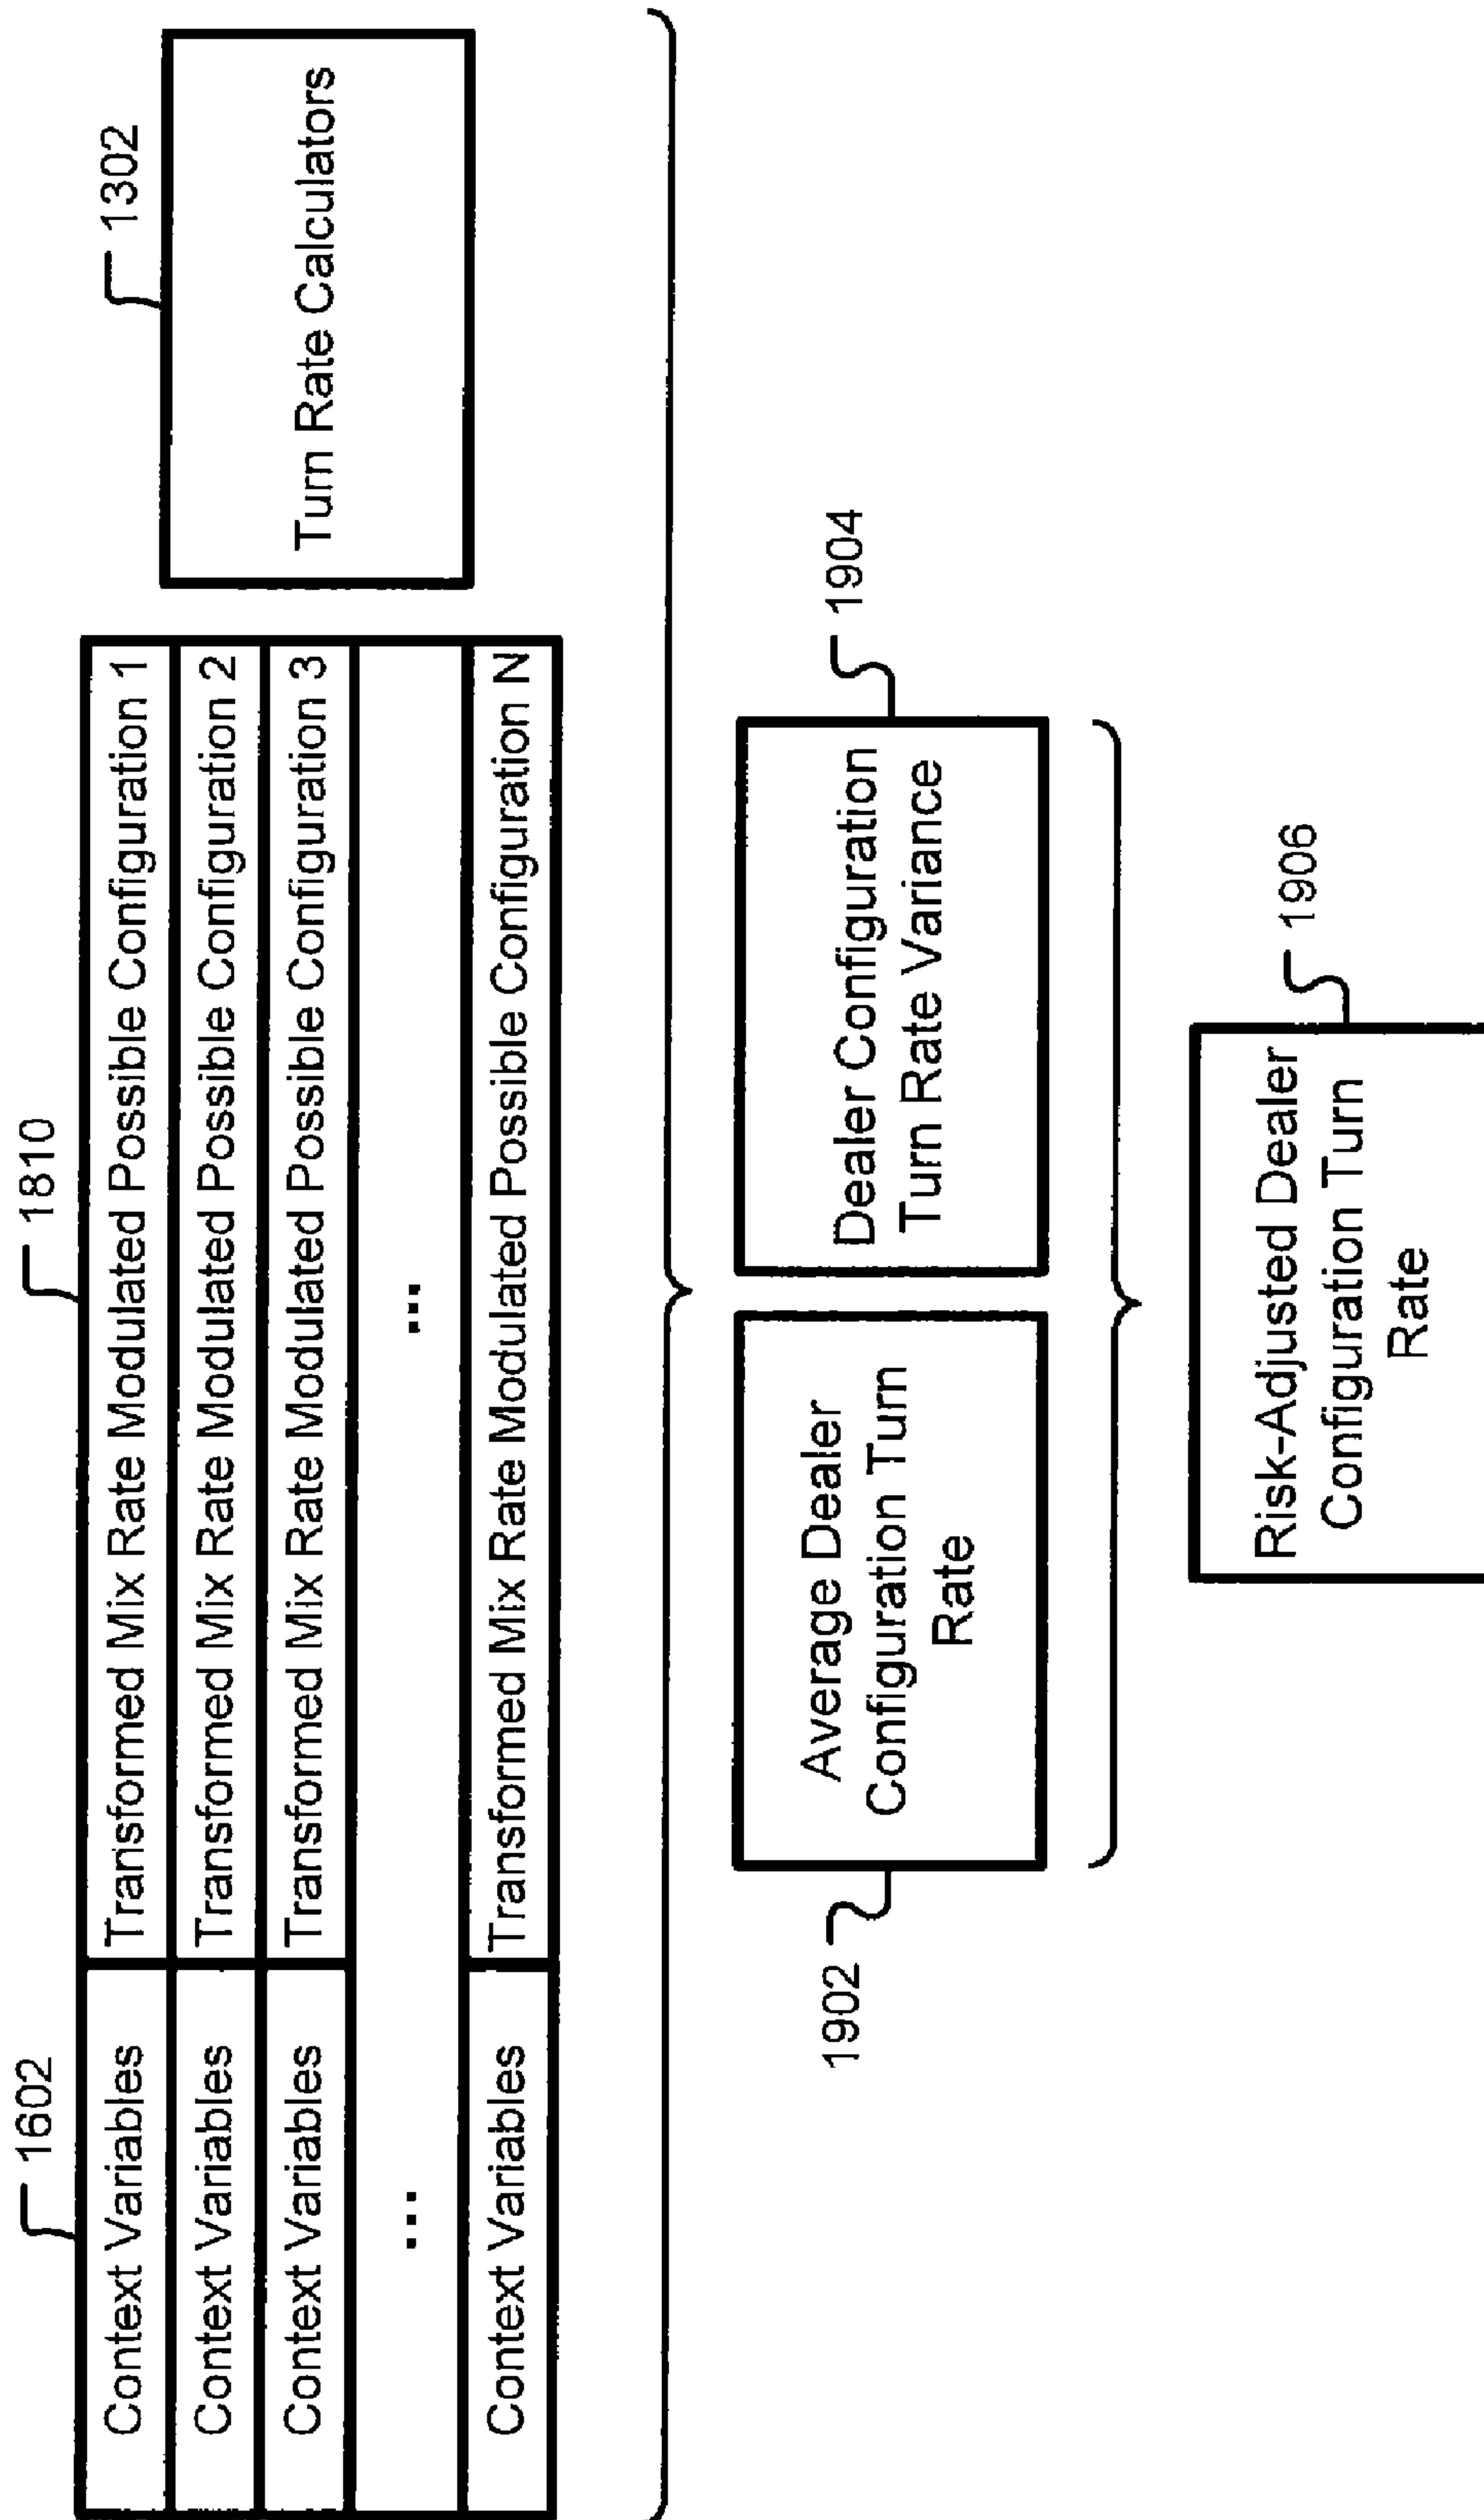 1602
1810
1302
Context Variables Transformed Mix Rate Modulated Possible Configuration 1
Context Variables Transformed Mix Rate Modulated Possible Configuration 2
Context Variables Transformed Mix Rate Modulated Possible Configuration 3
... ...
Context Variables Transformed Mix Rate Modulated Possible Configuration N
Turn Rate Calculators
1902
Average Dealer
Configuration Turn
Rate
Dealer Configuration
Turn Rate Variance
1904
Risk-Adjusted Dealer
Configuration Turn
Rate
1906